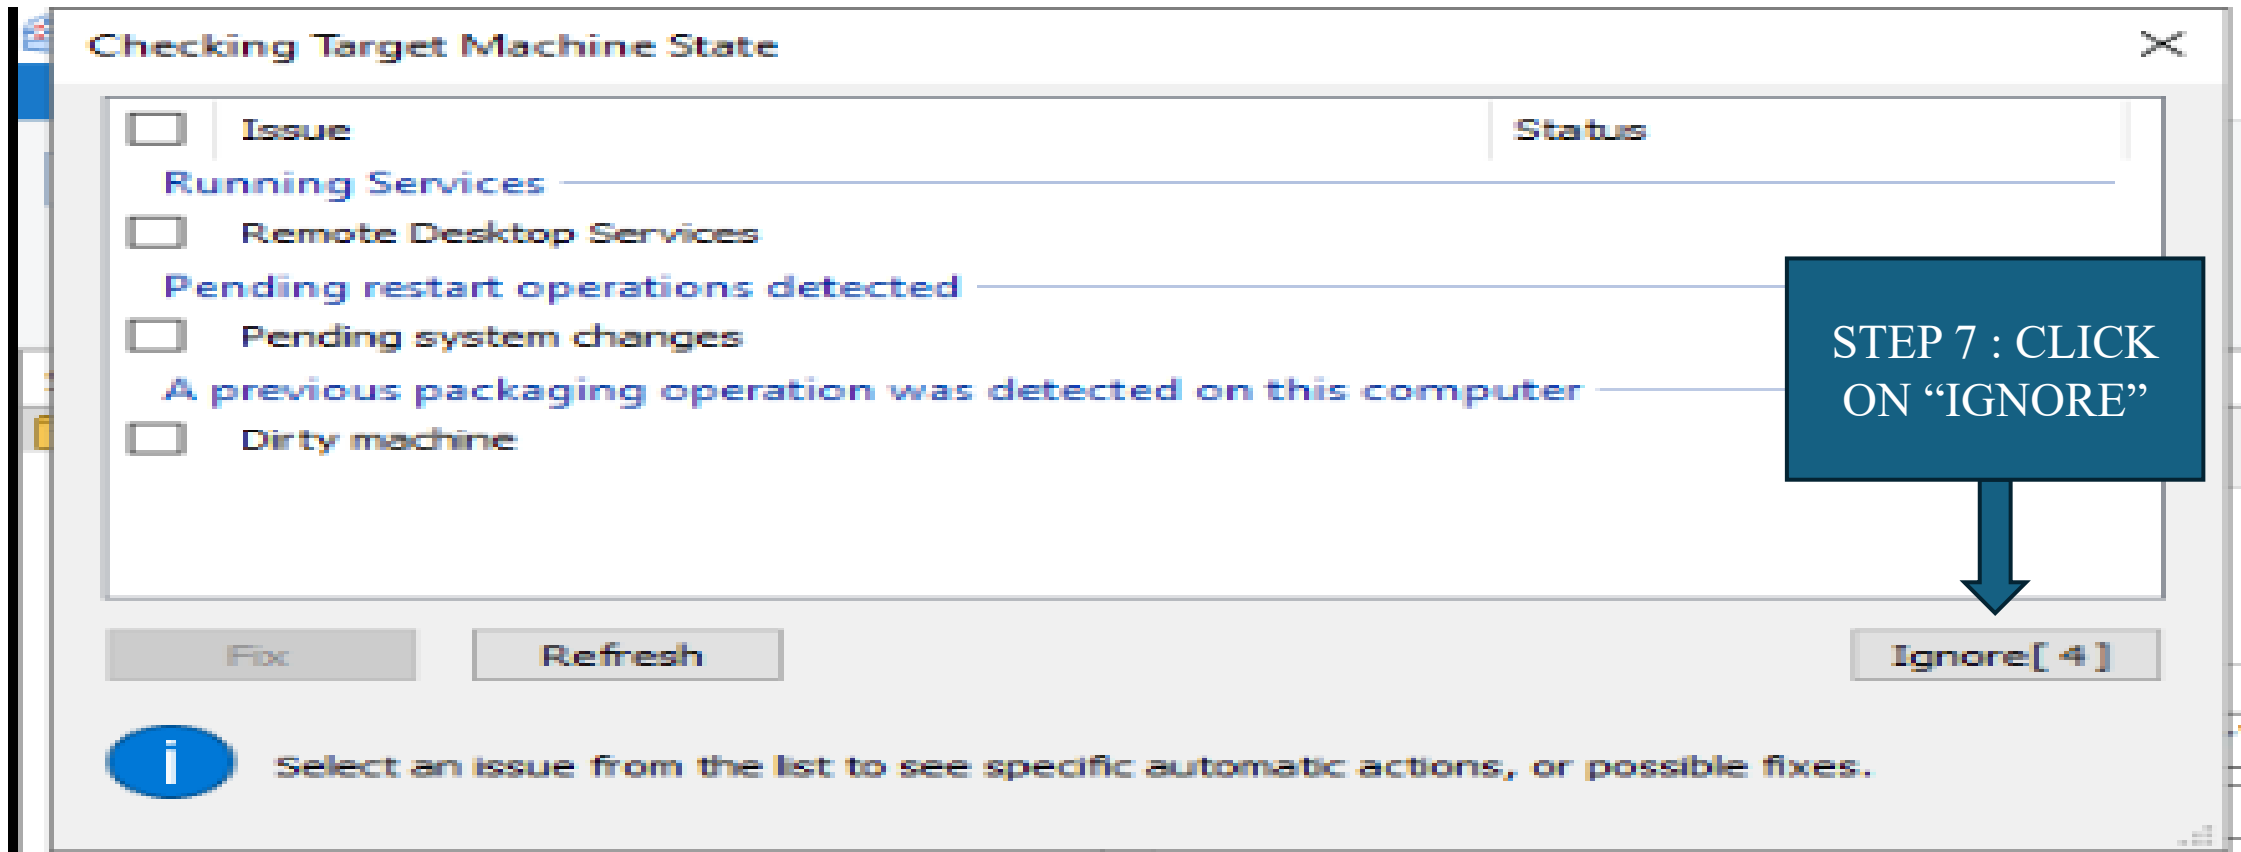 Checking Target Machine State
Issue Status
Running Services
Remote Desktop Services
Pending restart operations detected
Pending system changes
A previous packaging operation was detected on this computer
Dirty machine
STEP 7 : CLICK
ON “IGNORE”
Fix Refresh Ignore[ 4 ]
i
Select an issue from the list to see specific automatic actions, or possible fixes.